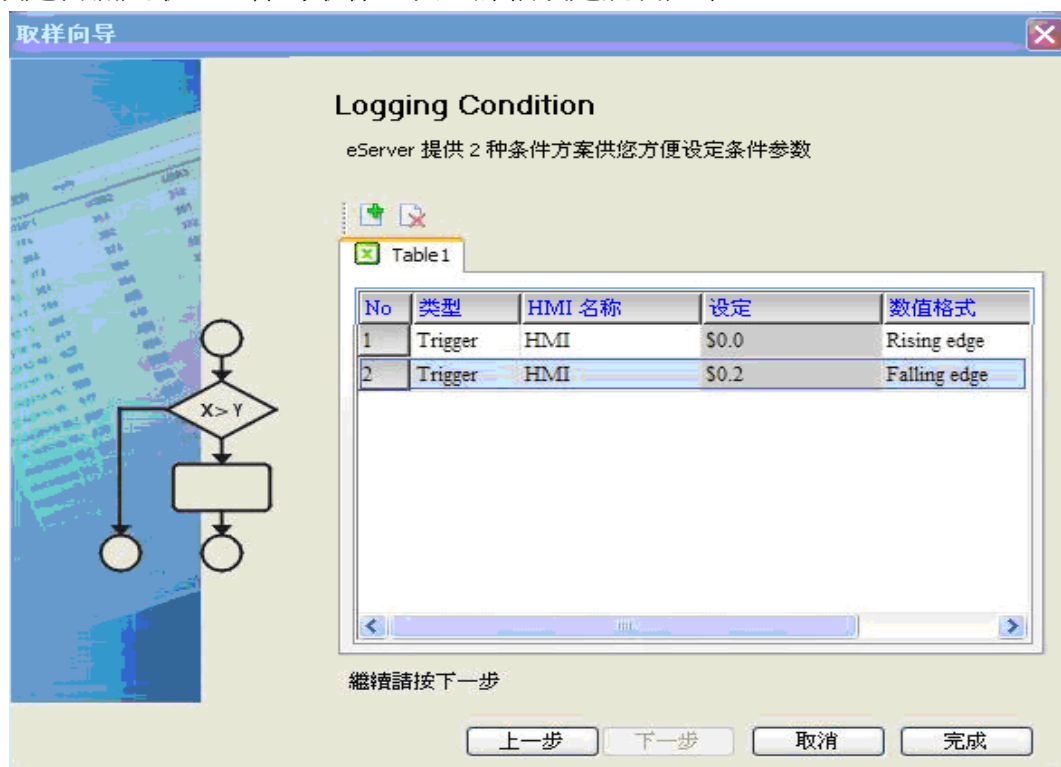 取样向导
Logging Condition
eServer 提供 2 种条件方案供您方便设定条件参数
Table1
No 类型 HMI 名称 设定 数值格式
1 Trigger HMI $0.0 Rising edge
2 Trigger HMI $0.2 Falling edge
X> Y
繼續請按下一步
上一步 下一步 取消 完成